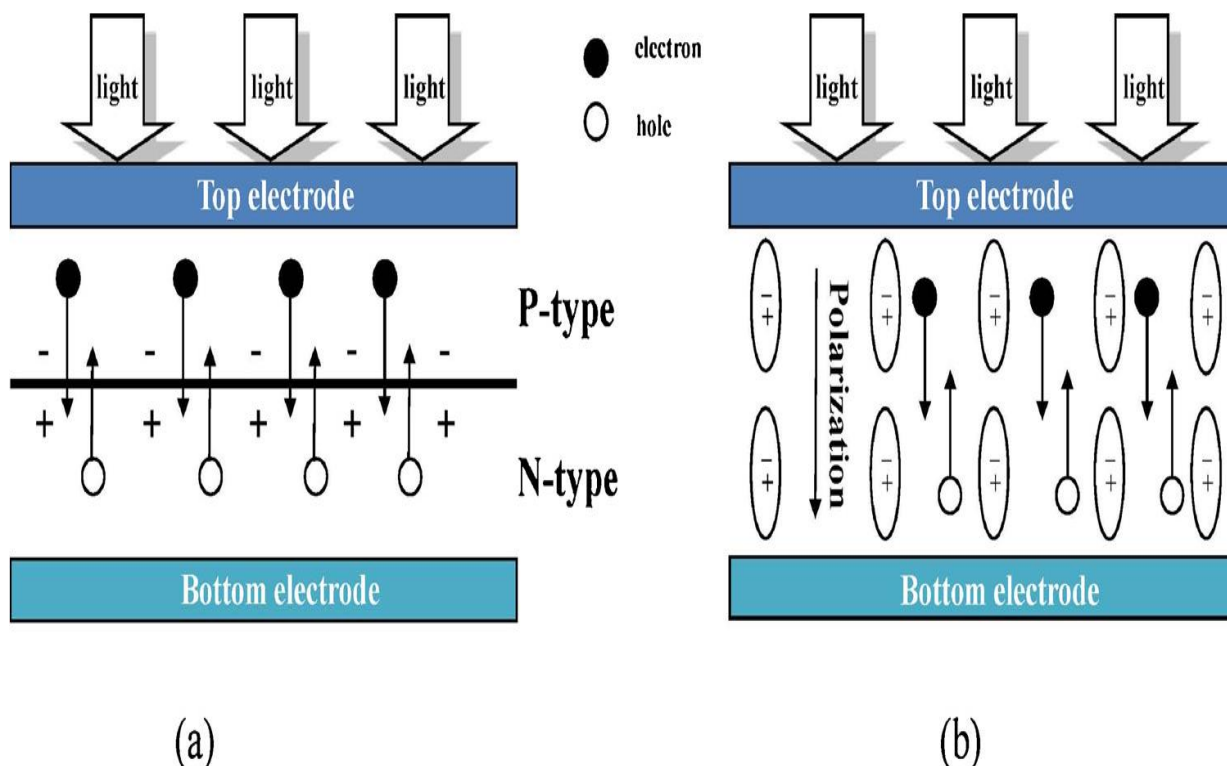 light light light
Top electrode
P-type
- - - - -
+ + + + +
N-type
Bottom electrode
(a)
electron
hole
light light light
Top electrode
- - - - -
+ + + + +
Polarization
- - - - -
+ + + + +
Bottom electrode
(b)